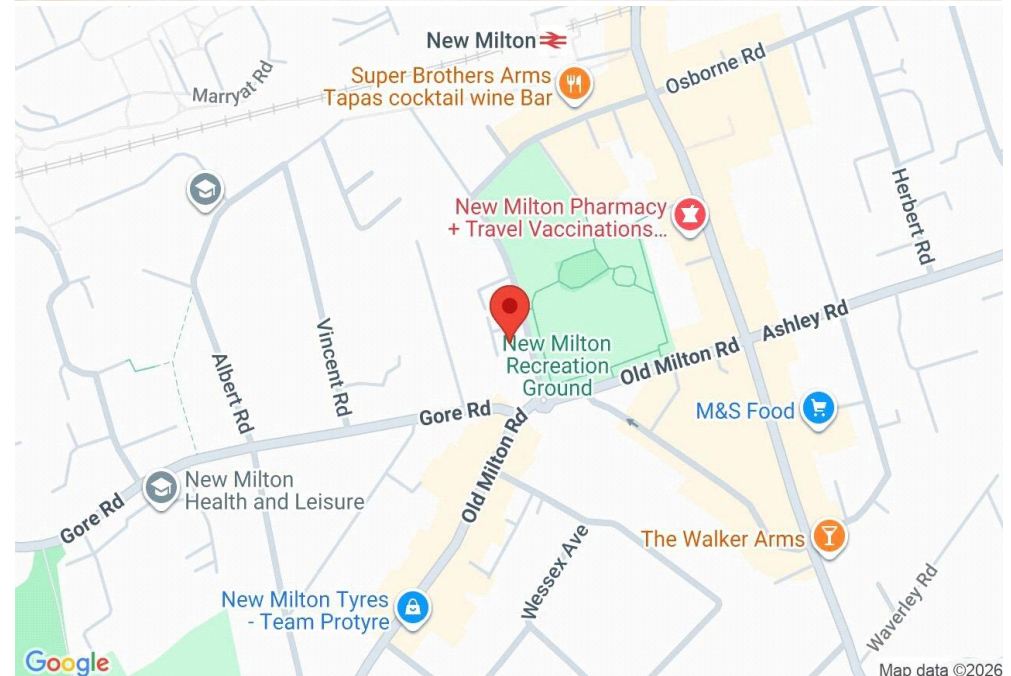 New Milton
Osborne Rd
Marryat Rd
Super Brothers Arms
Tapas cocktail wine Bar
Herbert Rd
New Milton Pharmacy
+ Travel Vaccinations...
Vincent Rd
Albert Rd
New Milton
Recreation
Ground
Ashley Rd
Old Milton Rd
Gore Rd
M&S Food
Old Milton Rd
New Milton
Health and Leisure
Gore Rd
The Walker Arms
Wessex Ave
New Milton Tyres
- Team Protyre
Waverley Rd
Google
Map data ©2026